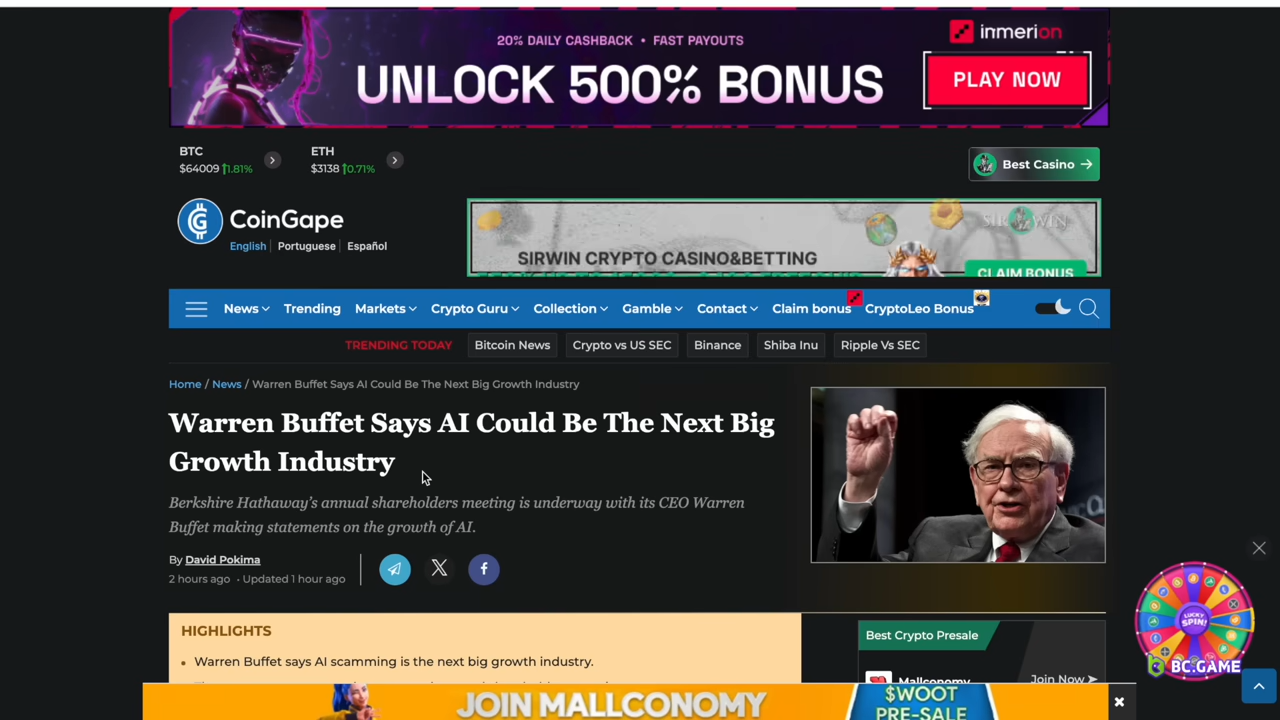 20% DAILY CASHBACK • FAST PAYOUTS
UNLOCK 500% BONUS
inmerion
PLAY NOW
BTC
$64009 1.81%
ETH
$3138 0.71%
Best Casino
CoinGape
English
Portuguese
Español
SIRWIN
SIRWIN CRYPTO CASINO&BETTING
CLAIM BONUS
News
Trending
Markets
Crypto Guru
Collection
Gamble
Contact
Claim bonus
CryptoLeo Bonus
TRENDING TODAY
Bitcoin News
Crypto vs US SEC
Binance
Shiba Inu
Ripple Vs SEC
Home / News / Warren Buffet Says AI Could Be The Next Big Growth Industry
Warren Buffet Says AI Could Be The Next Big
Growth Industry
Berkshire Hathaway's annual shareholders meeting is underway with its CEO Warren
Buffet making statements on the growth of AI.
By David Pokima
2 hours ago • Updated 1 hour ago
HIGHLIGHTS
• Warren Buffet says AI scamming is the next big growth industry.
Best Crypto Presale
Mallconomy
Join Now ➤
LUCKY
SPIN!
BC.GAME
JOIN MALLCONOMY
$WOOT
PRE-SALE